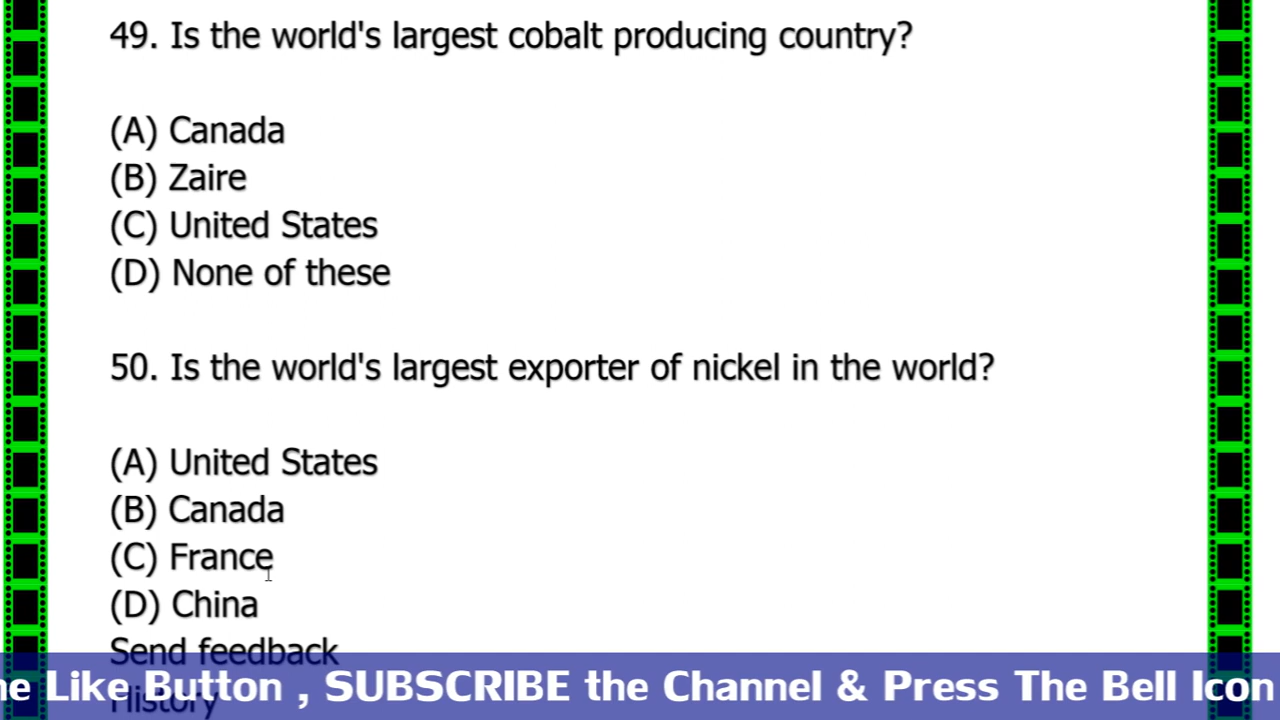 49. Is the world's largest cobalt producing country?
(A) Canada
(B) Zaire
(C) United States
(D) None of these
50. Is the world's largest exporter of nickel in the world?
(A) United States
(B) Canada
(C) France
(D) China
Send feedback
History
ne Like Button , SUBSCRIBE the Channel & Press The Bell Icon